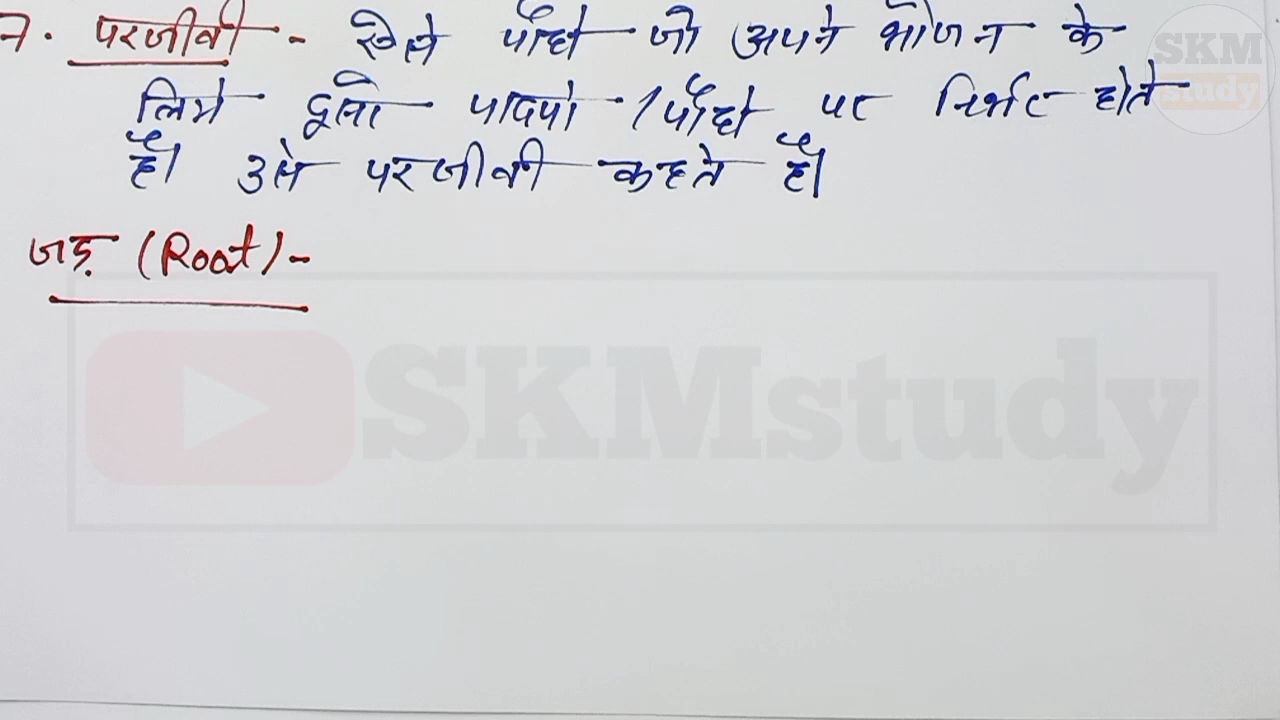 7. परजीवी - ऐसे पौधे जो अपने भोजन के
लिये दूसरे पादपो / पौधो पर निर्भर होते
है। उसे परजीवी कहते है।
जड़ (Root) -
SKMstudy
SKM
study